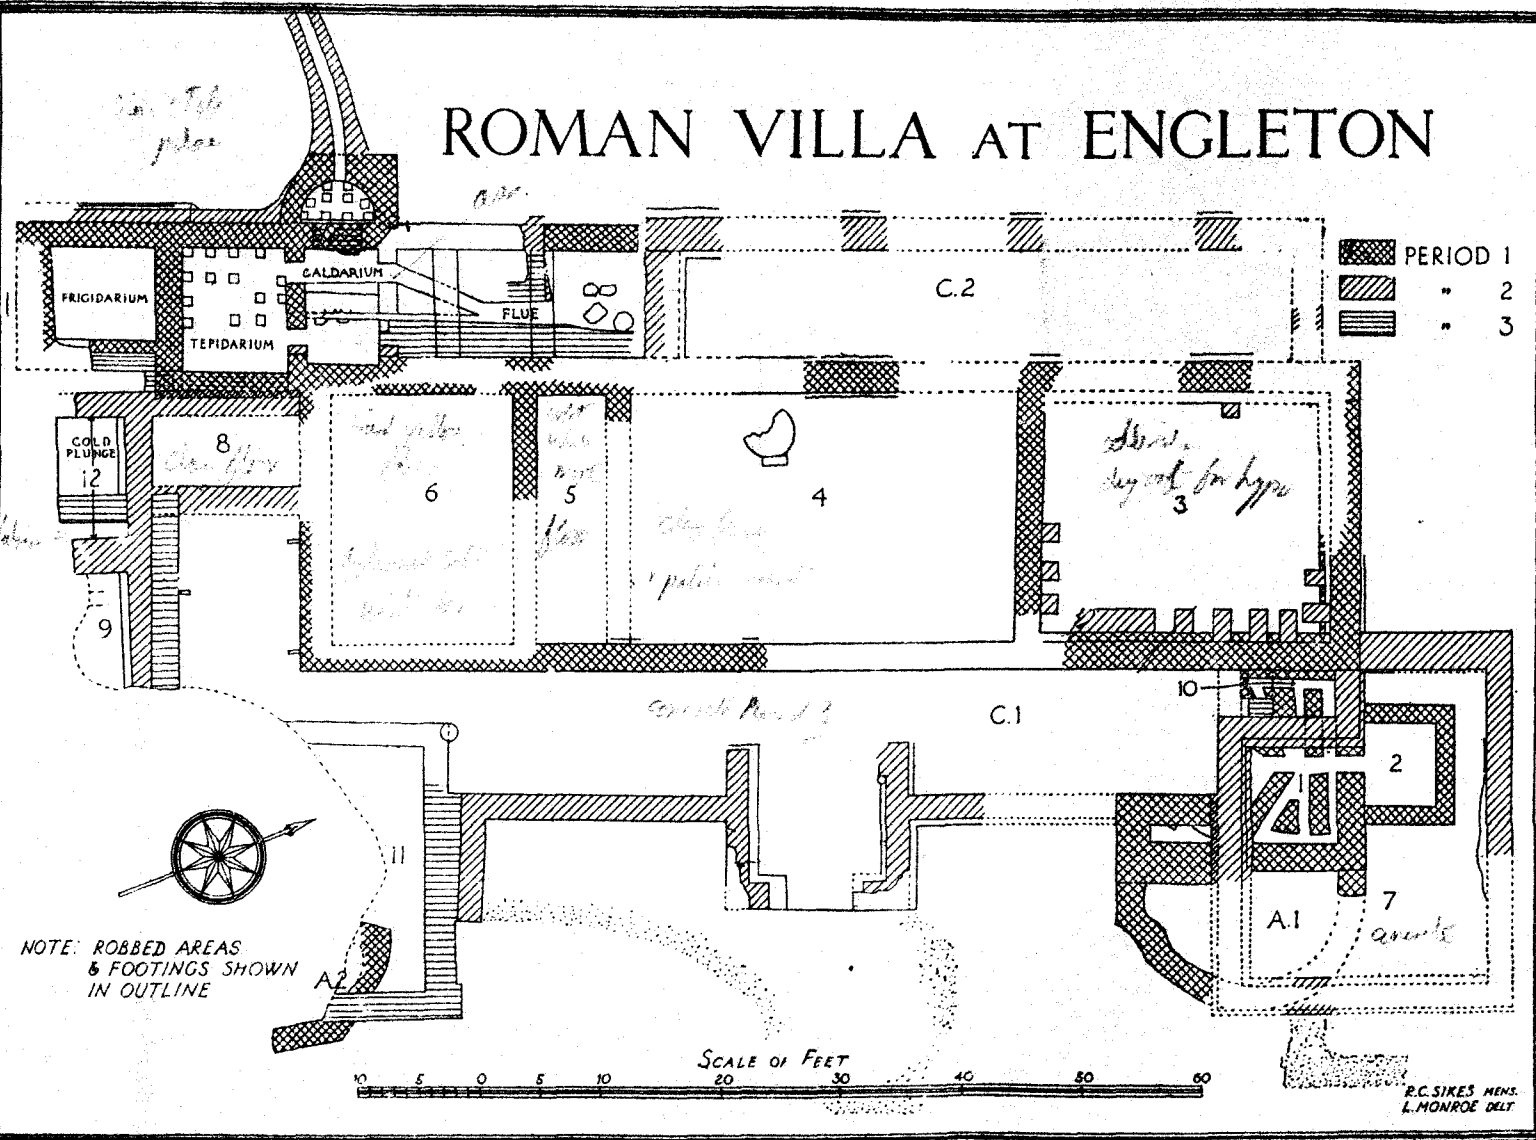 ROMAN VILLA AT ENGLETON
PERIOD 1
" 2
" 3
FRIGIDARIUM
CALDARIUM
TEPIDARIUM
FLUE
C.2
COLD
PLUNGE
12
8
6
5
4
3
for hypo
9
10
C.1
2
11
7
A.1
A2
NOTE: ROBBED AREAS
& FOOTINGS SHOWN
IN OUTLINE
SCALE OF FEET
10 5 0 5 10 20 30 40 50 60
R.C. SIKES MENS.
L. MONROE DELT.